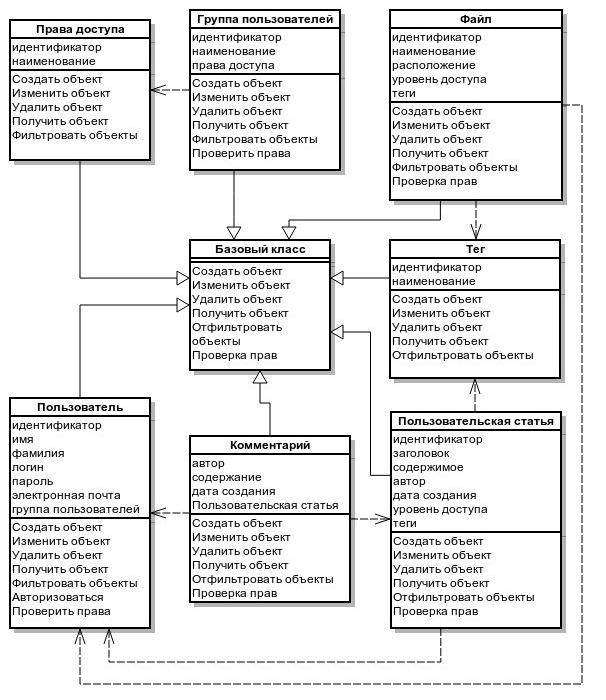 Права доступа
идентификатор
наименование
Создать объект
Изменить объект
Удалить объект
Получить объект
Фильтровать объекты
Группа пользователей
идентификатор
наименование
права доступа
Создать объект
Изменить объект
Удалить объект
Получить объект
Фильтровать объекты
Проверить права
Файл
идентификатор
наименование
расположение
уровень доступа
теги
Создать объект
Изменить объект
Удалить объект
Получить объект
Фильтровать объекты
Проверка прав
Базовый класс
Создать объект
Изменить объект
Удалить объект
Получить объект
Отфильтровать
объекты
Проверка прав
Тег
идентификатор
наименование
Создать объект
Изменить объект
Удалить объект
Получить объект
Отфильтровать объекты
Пользователь
идентификатор
имя
фамилия
логин
пароль
электронная почта
группа пользователей
Создать объект
Изменить объект
Удалить объект
Получить объект
Фильтровать объекты
Авторизоваться
Проверить права
Комментарий
автор
содержание
дата создания
Пользовательская статья
Создать объект
Изменить объект
Удалить объект
Получить объект
Отфильтровать объекты
Проверка прав
Пользовательская статья
идентификатор
заголовок
содержимое
автор
дата создания
уровень доступа
теги
Создать объект
Изменить объект
Удалить объект
Получить объект
Отфильтровать объекты
Проверка прав